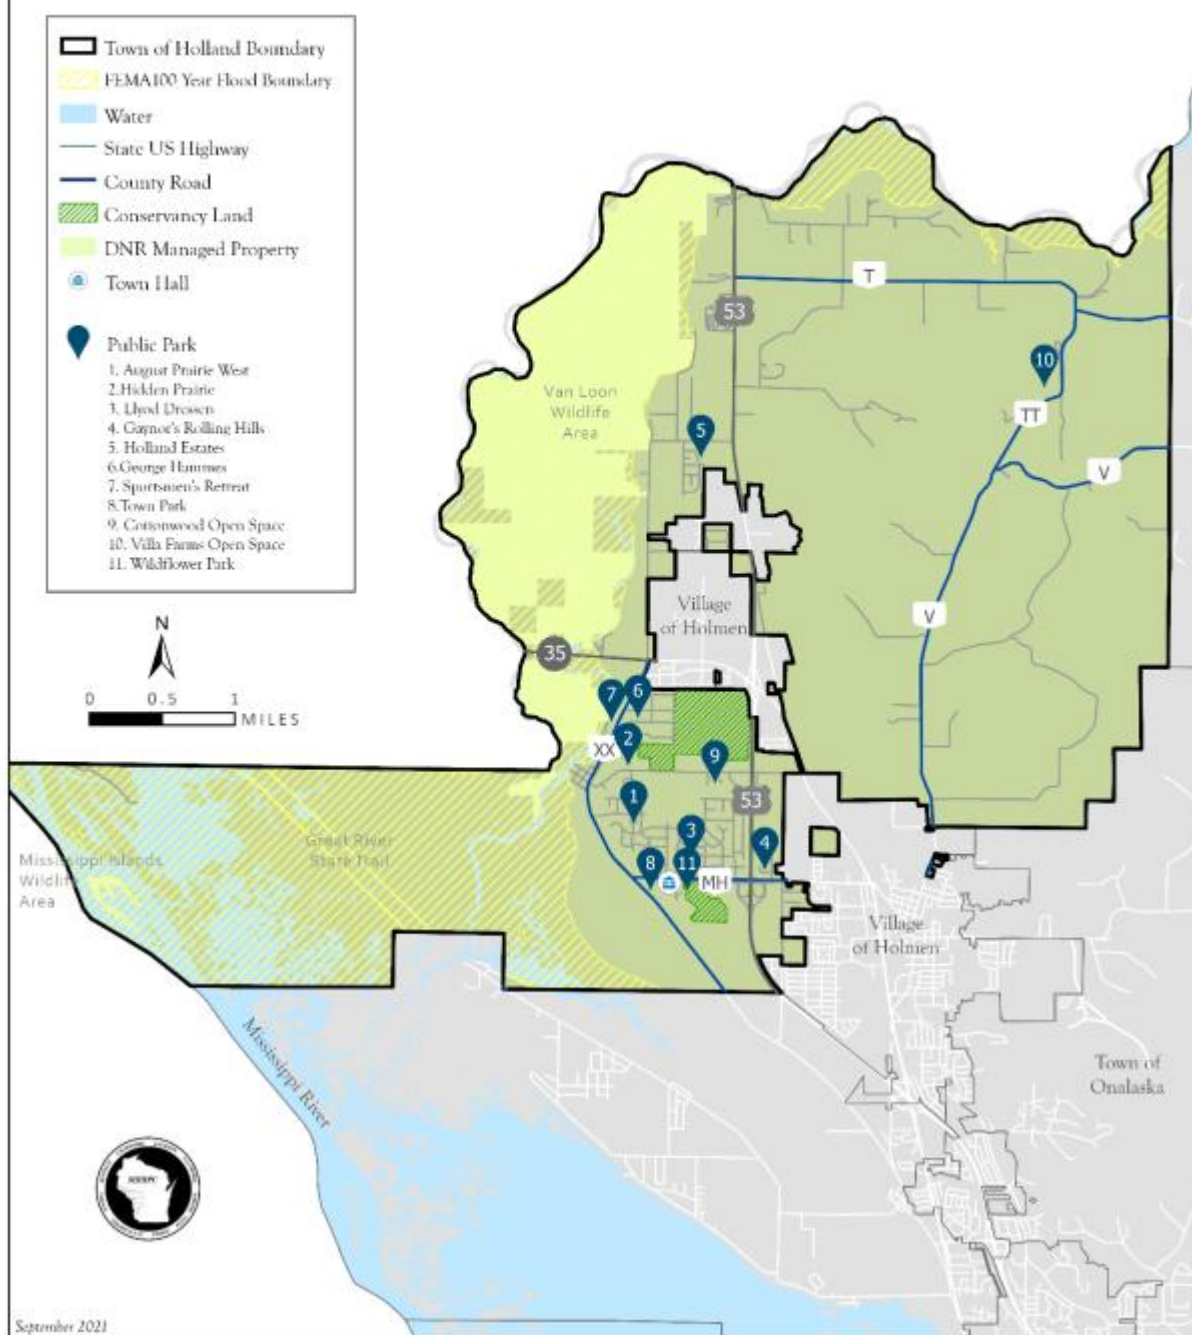 Town of Holland Boundary
FEMA100 Year Flood Boundary
Water
State US Highway
County Road
Conservancy Land
DNR Managed Property
Town Hall
Public Park
1. August Prairie West
2.Hidden Prairie
3. Llyod Dressen
4. Gaynor's Rolling Hills
5. Holland Estates
6.George Hammes
7. Sportsmen's Retreat
8.Town Park
9. Cottonwood Open Space
10. Villa Farms Open Space
11. Wildflower Park
N
0 0.5 1
MILES
T
53
10
TT
V
Van Loon
Wildlife
Area
5
Village
of Holmen
V
35
7
6
XX
2
9
1
53
3
4
8
11
MH
Great River
State Trail
Mississippi Islands
Wildlife
Area
Village
of Holmen
Mississippi River
Town of
Onalaska
September 2021